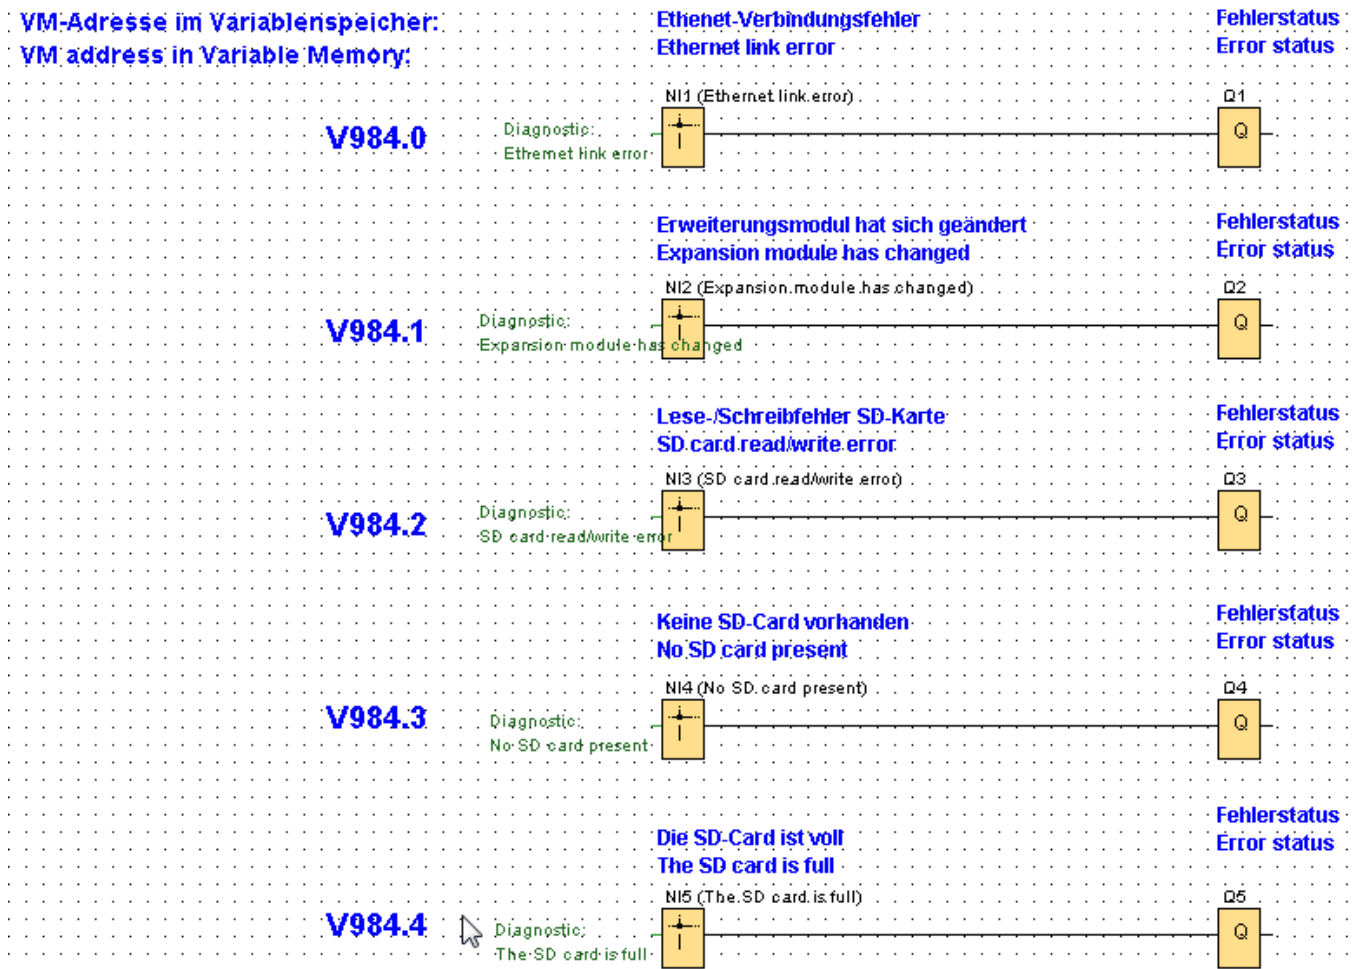 VM-Adresse im Variablenspeicher:
VM address in Variable Memory:
Ethenet-Verbindungsfehler
Ethernet link error
Fehlerstatus
Error status
NI1 (Ethernet link error)
Q1
V984.0
Diagnostic:
Ethernet link error
I
Q
Erweiterungsmodul hat sich geändert
Expansion module has changed
Fehlerstatus
Error status
NI2 (Expansion module has changed)
Q2
V984.1
Diagnostic:
Expansion module has changed
I
Q
Lese-/Schreibfehler SD-Karte
SD card read/write error
Fehlerstatus
Error status
NI3 (SD card read/write error)
Q3
V984.2
Diagnostic:
SD card read/write error
I
Q
Keine SD-Card vorhanden
No SD card present
Fehlerstatus
Error status
NI4 (No SD card present)
Q4
V984.3
Diagnostic:
No SD card present
I
Q
Die SD-Card ist voll
The SD card is full
Fehlerstatus
Error status
NI5 (The SD card is full)
Q5
V984.4
Diagnostic:
The SD card is full
I
Q